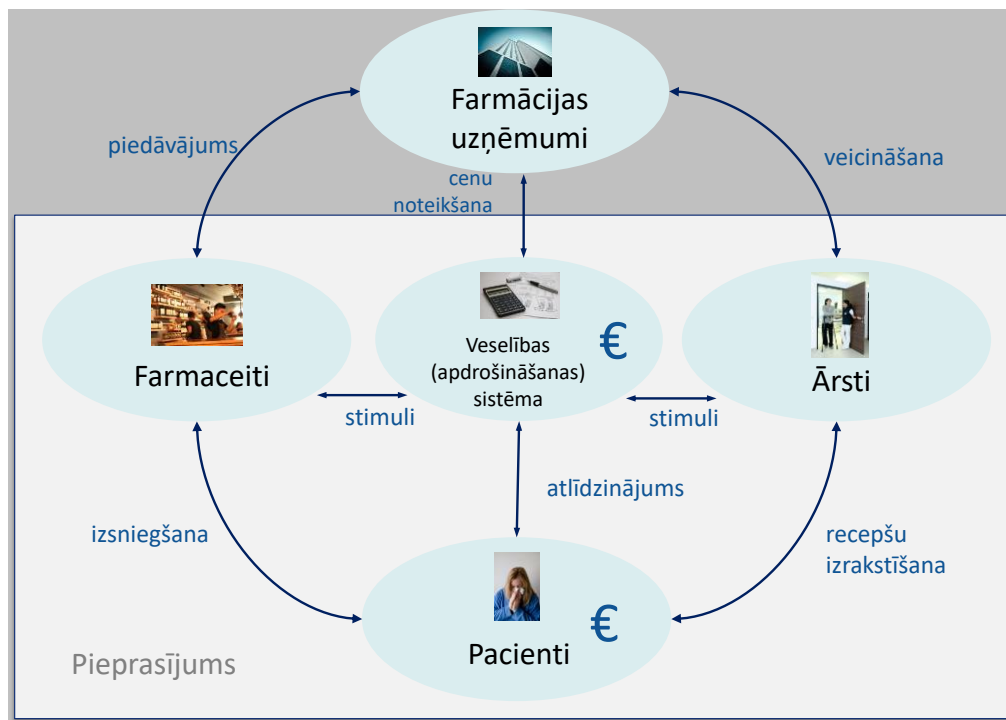 Farmācijas
uzņēmumi
piedāvājums
cenu
noteikšana
veicināšana
Farmaceiti
Veselības
(apdrošināšanas)
sistēma
€
Ārsti
stimuli
stimuli
izsniegšana
atlīdzinājums
recepšu
izrakstīšana
Pacienti
€
Pieprasījums